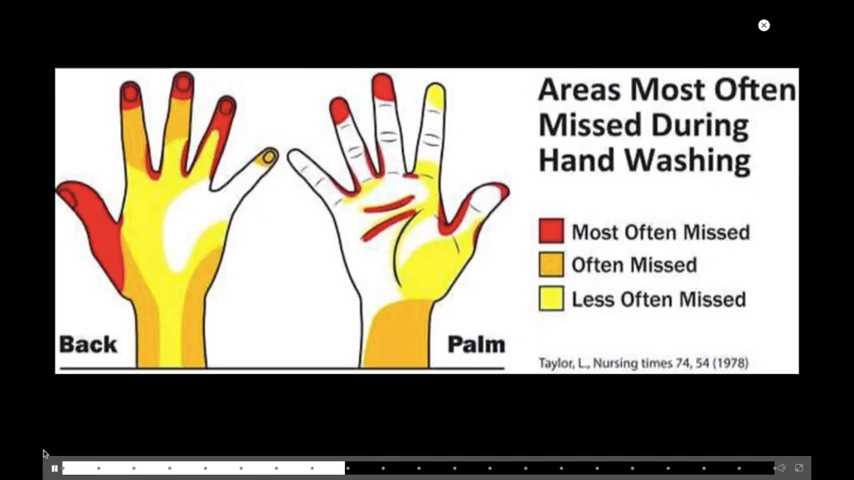 Areas Most Often
Missed During
Hand Washing
Most Often Missed
Often Missed
Less Often Missed
Back
Palm
Taylor, L., Nursing times 74, 54 (1978)